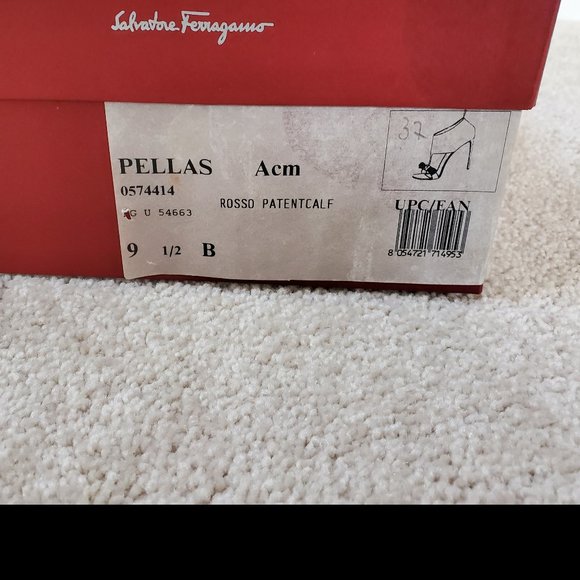 Salvatore Ferragamo
37
PELLAS Acm
0574414
ROSSO PATENTCALF UPC/EAN
G U 54663
9 1/2 B
8 054721 714953